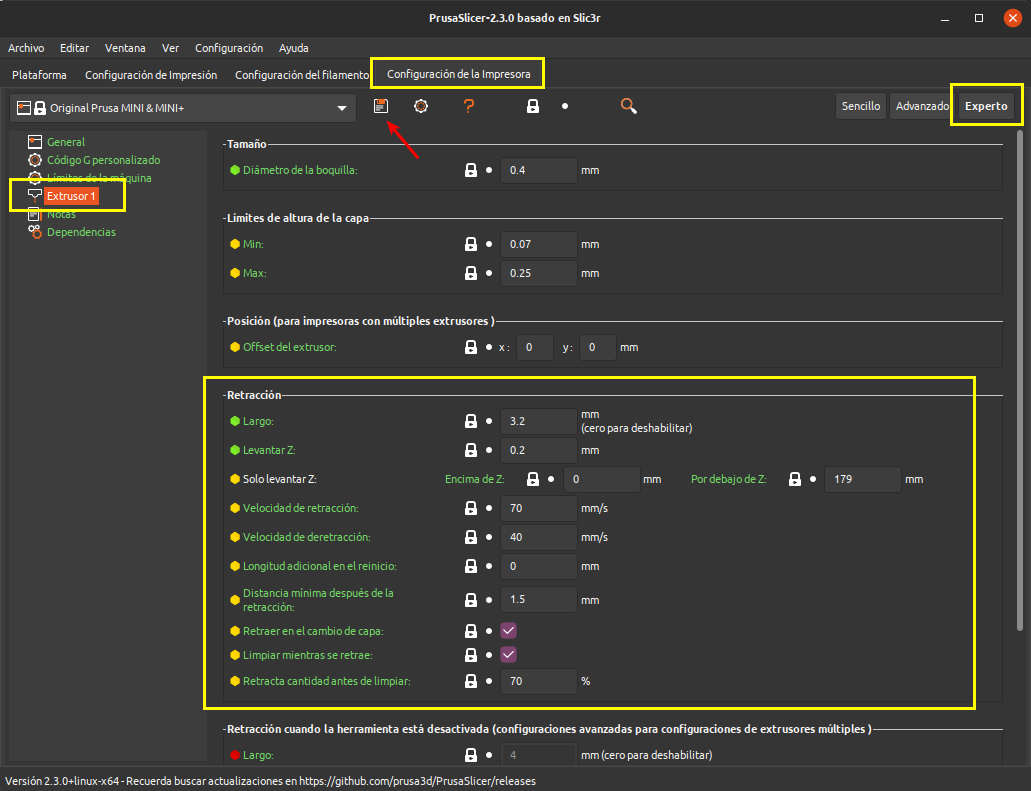 PrusaSlicer-2.3.0 basado en Slic3r
Archivo Editar Ventana Ver Configuración Ayuda
Plataforma Configuración de Impresión Configuración del filamento Configuración de la Impresora
Original Prusa MINI & MINI+ ? Sencillo Avanzado Experto
General
Código G personalizado
Límites de la máquina
Extrusor 1
Notas
Dependencias
Tamaño
Diámetro de la boquilla: 0.4 mm
Límites de altura de la capa
Min: 0.07 mm
Max: 0.25 mm
Posición (para impresoras con múltiples extrusores )
Offset del extrusor: x: 0 y: 0 mm
Retracción
Largo: 3.2 mm
(cero para deshabilitar)
Levantar Z: 0.2 mm
Solo levantar Z: Encima de Z: 0 mm Por debajo de Z: 179 mm
Velocidad de retracción: 70 mm/s
Velocidad de deretracción: 40 mm/s
Longitud adicional en el reinicio: 0 mm
Distancia mínima después de la
retracción: 1.5 mm
Retraer en el cambio de capa:
Limpiar mientras se retrae:
Retracta cantidad antes de limpiar: 70 %
Retracción cuando la herramienta está desactivada (configuraciones avanzadas para configuraciones de extrusores múltiples )
Largo: 4 mm (cero para deshabilitar)
Versión 2.3.0+linux-x64 - Recuerda buscar actualizaciones en https://github.com/prusa3d/PrusaSlicer/releases